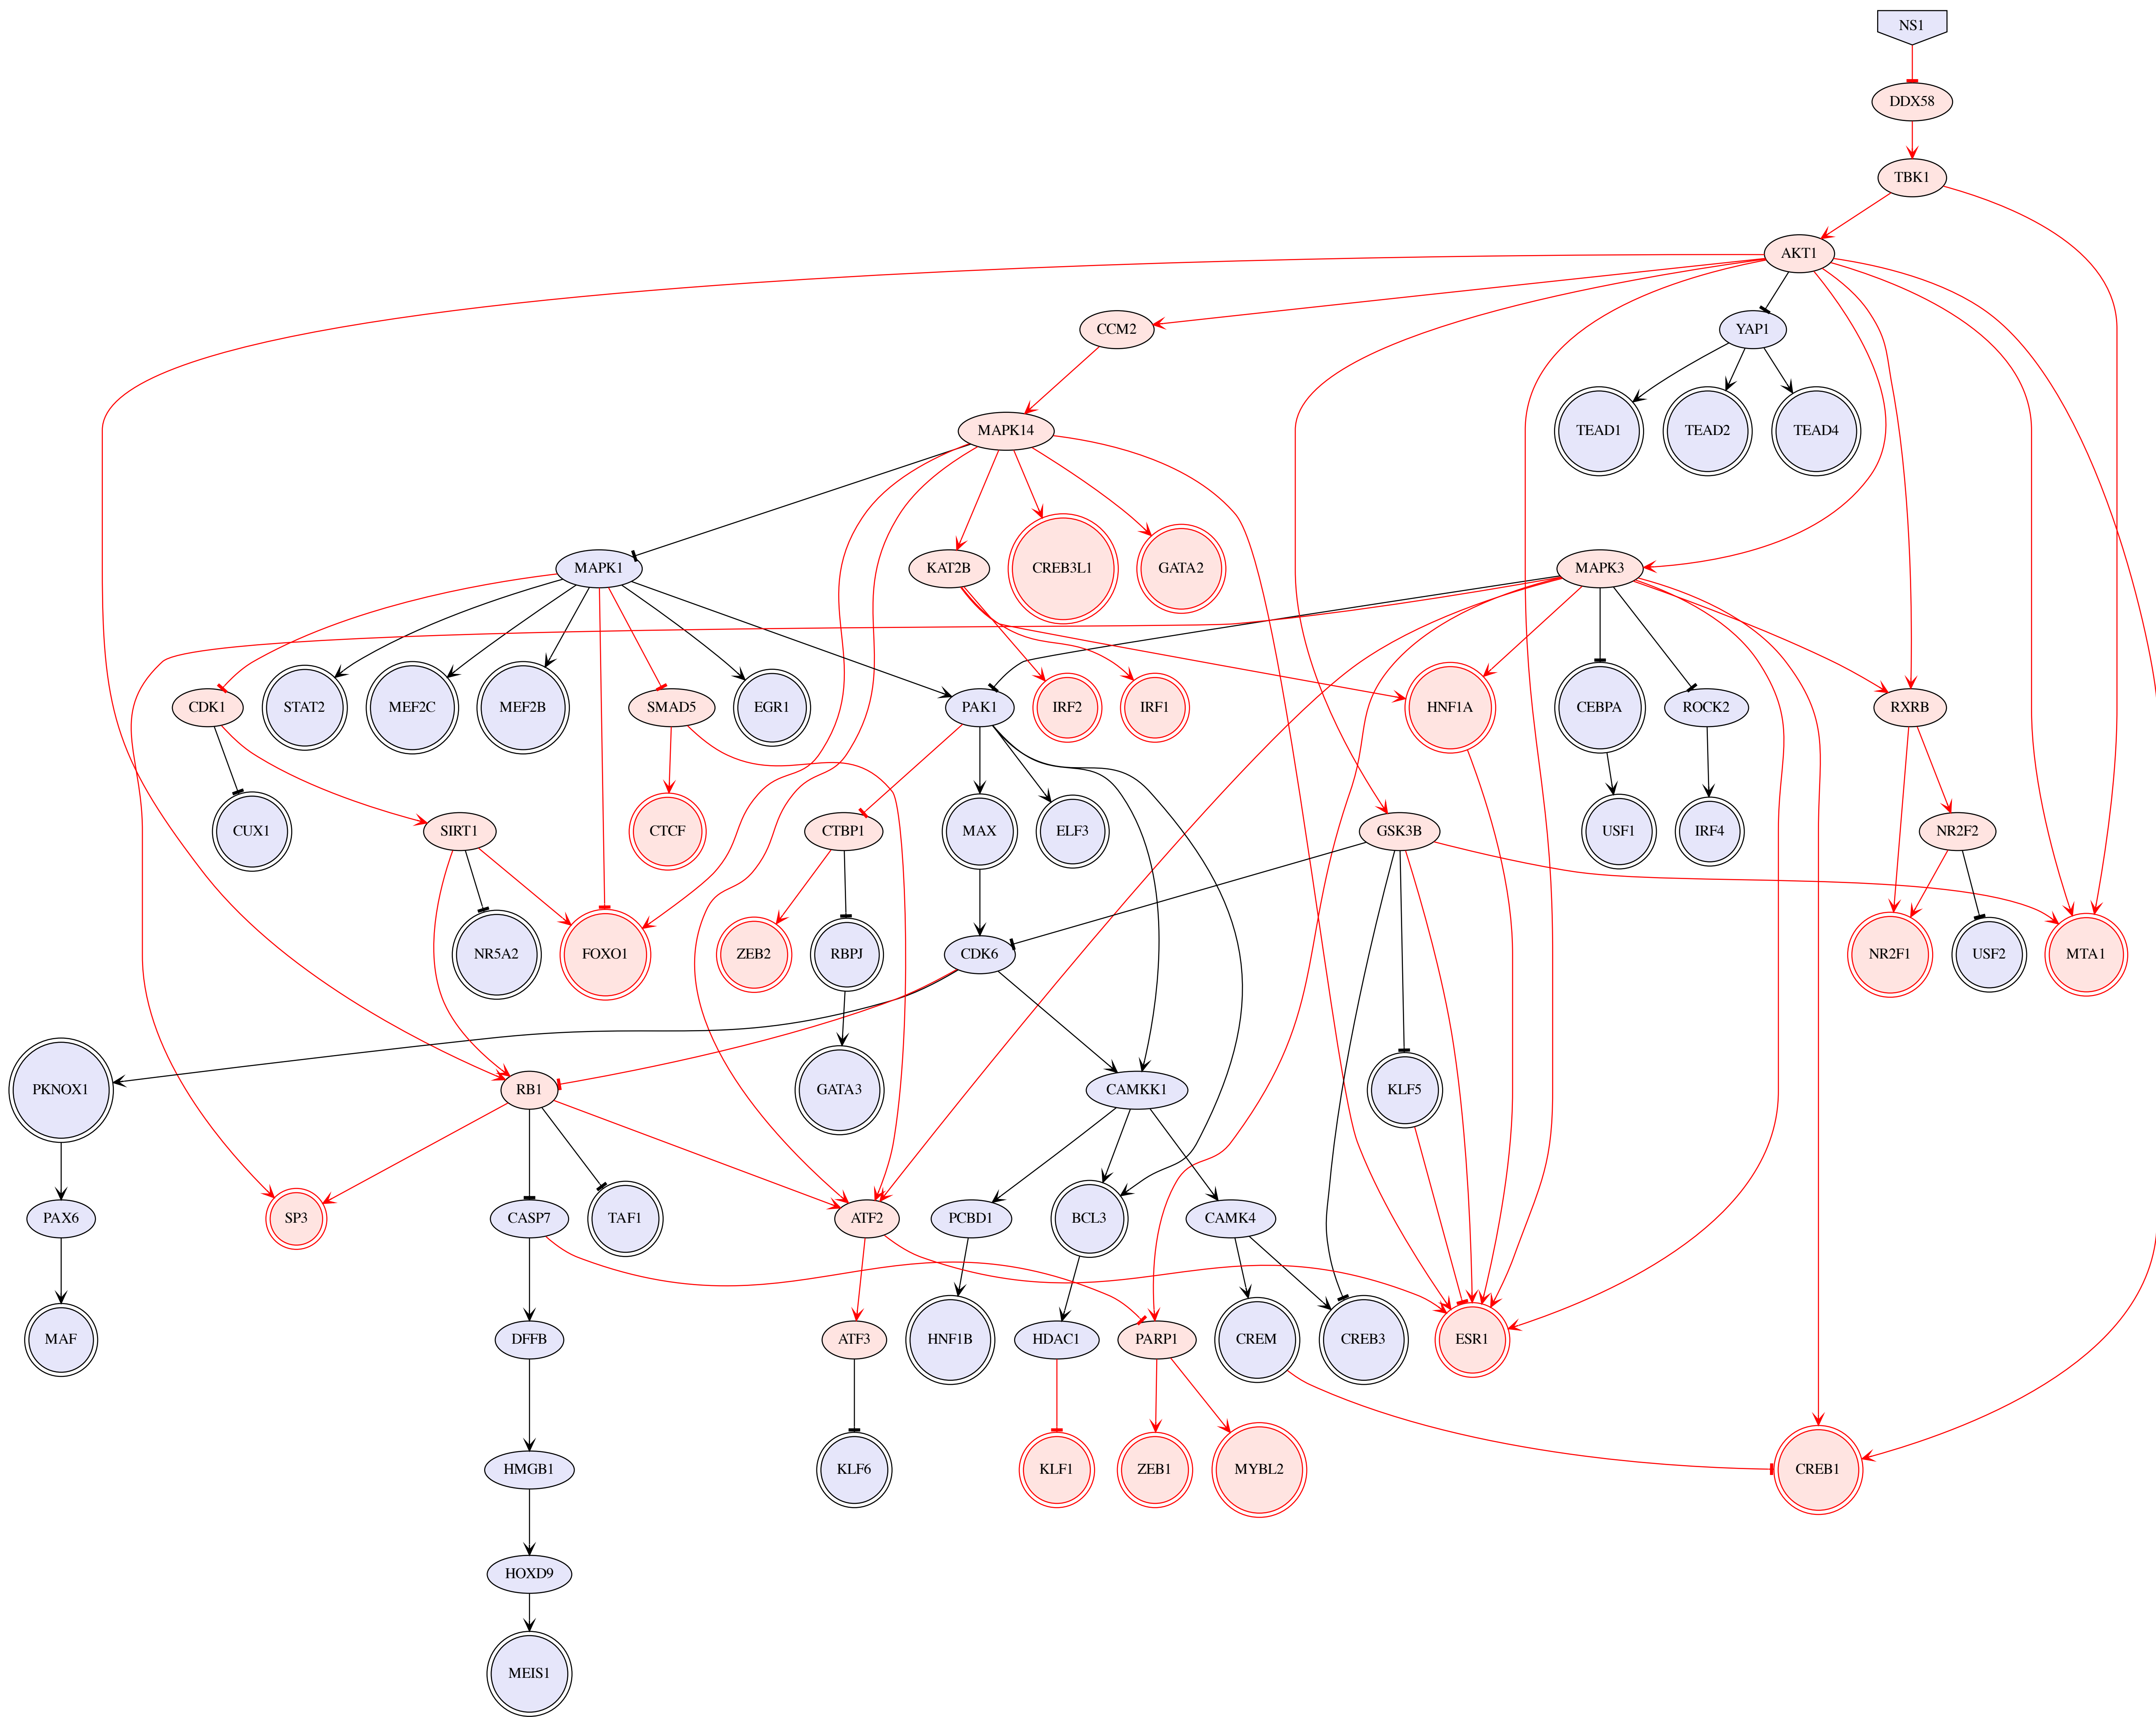 NS1
DDX58
TBK1
AKT1
CCM2
YAP1
MAPK14
TEAD1
TEAD2
TEAD4
MAPK1
KAT2B
CREB3L1
GATA2
MAPK3
CDK1
STAT2
MEF2C
MEF2B
SMAD5
EGR1
PAK1
IRF2
IRF1
HNF1A
CEBPA
ROCK2
RXRB
CUX1
SIRT1
CTCF
CTBP1
MAX
ELF3
GSK3B
USF1
IRF4
NR2F2
NR5A2
FOXO1
ZEB2
RBPJ
CDK6
NR2F1
USF2
MTA1
PKNOX1
RB1
GATA3
CAMKK1
KLF5
PAX6
SP3
CASP7
TAF1
ATF2
PCBD1
BCL3
CAMK4
MAF
DFFB
ATF3
HNF1B
HDAC1
PARP1
CREM
CREB3
ESR1
HMGB1
KLF6
KLF1
ZEB1
MYBL2
CREB1
HOXD9
MEIS1